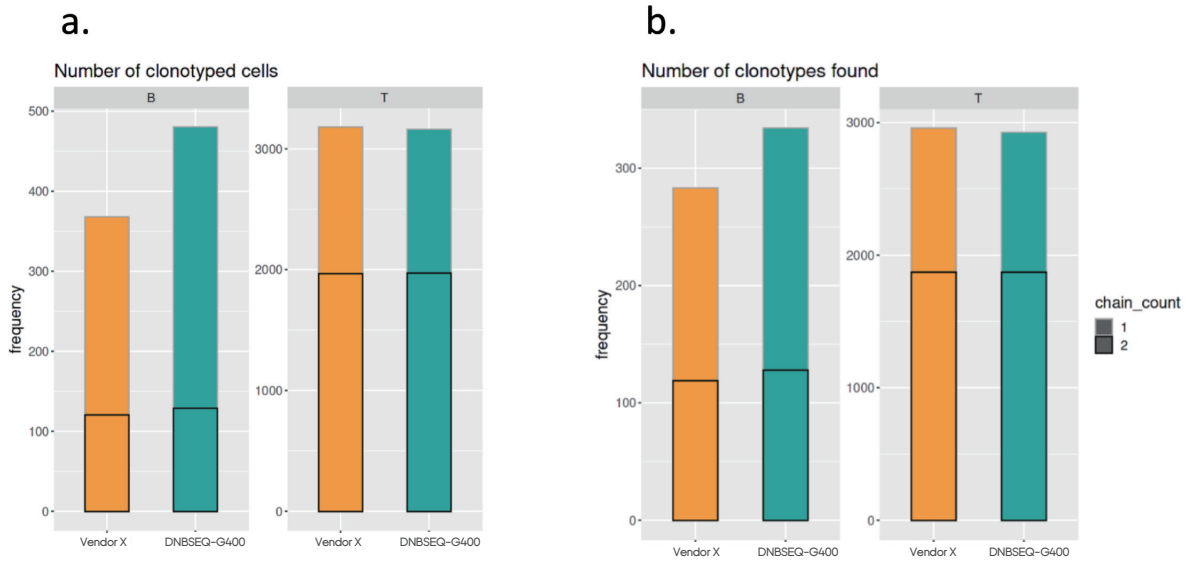 a.
Number of clonotyped cells
B
T
frequency
500
400
300
200
100
0
3000
2000
1000
0
Vendor X
DNBSEQ-G400
Vendor X
DNBSEQ-G400
b.
Number of clonotypes found
B
T
frequency
300
200
100
0
3000
2000
1000
0
Vendor X
DNBSEQ-G400
Vendor X
DNBSEQ-G400
chain_count
1
2